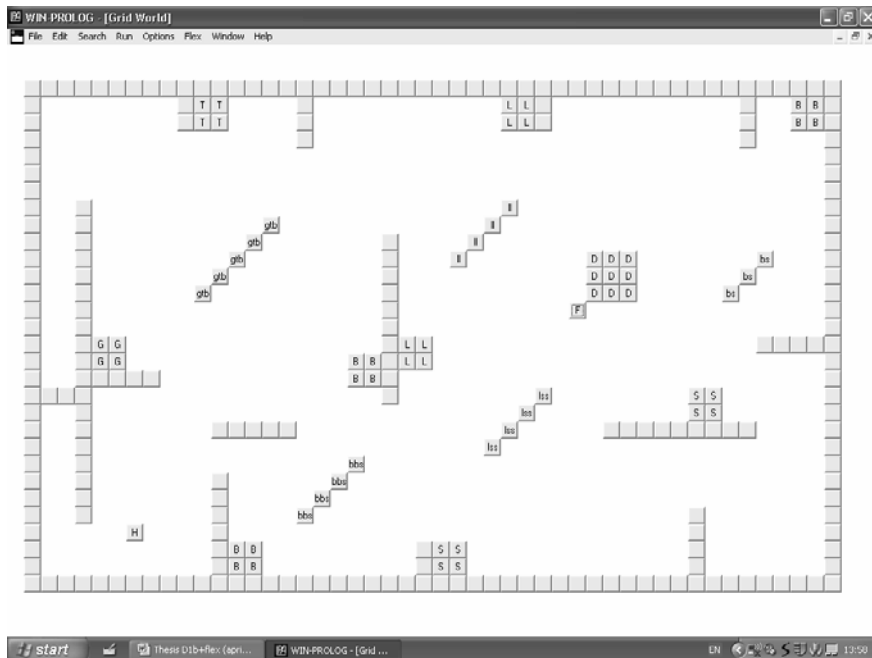 WIN-PROLOG - [Grid World]
File Edit Search Run Options Flex Window Help
T T L L B B
T T L L B B
ll
gtb ll
gtb ll
gtb ll D D D bs
gtb D D D bs
gtb D D D bs
F
G G L L
G G B B L L
B B
lss S S
lss S S
lss
lss
bbs
bbs
bbs
bbs
H
B B S S
B B S S
start Thesis D1b+flex (apri... WIN-PROLOG - [Grid ... EN 13:58